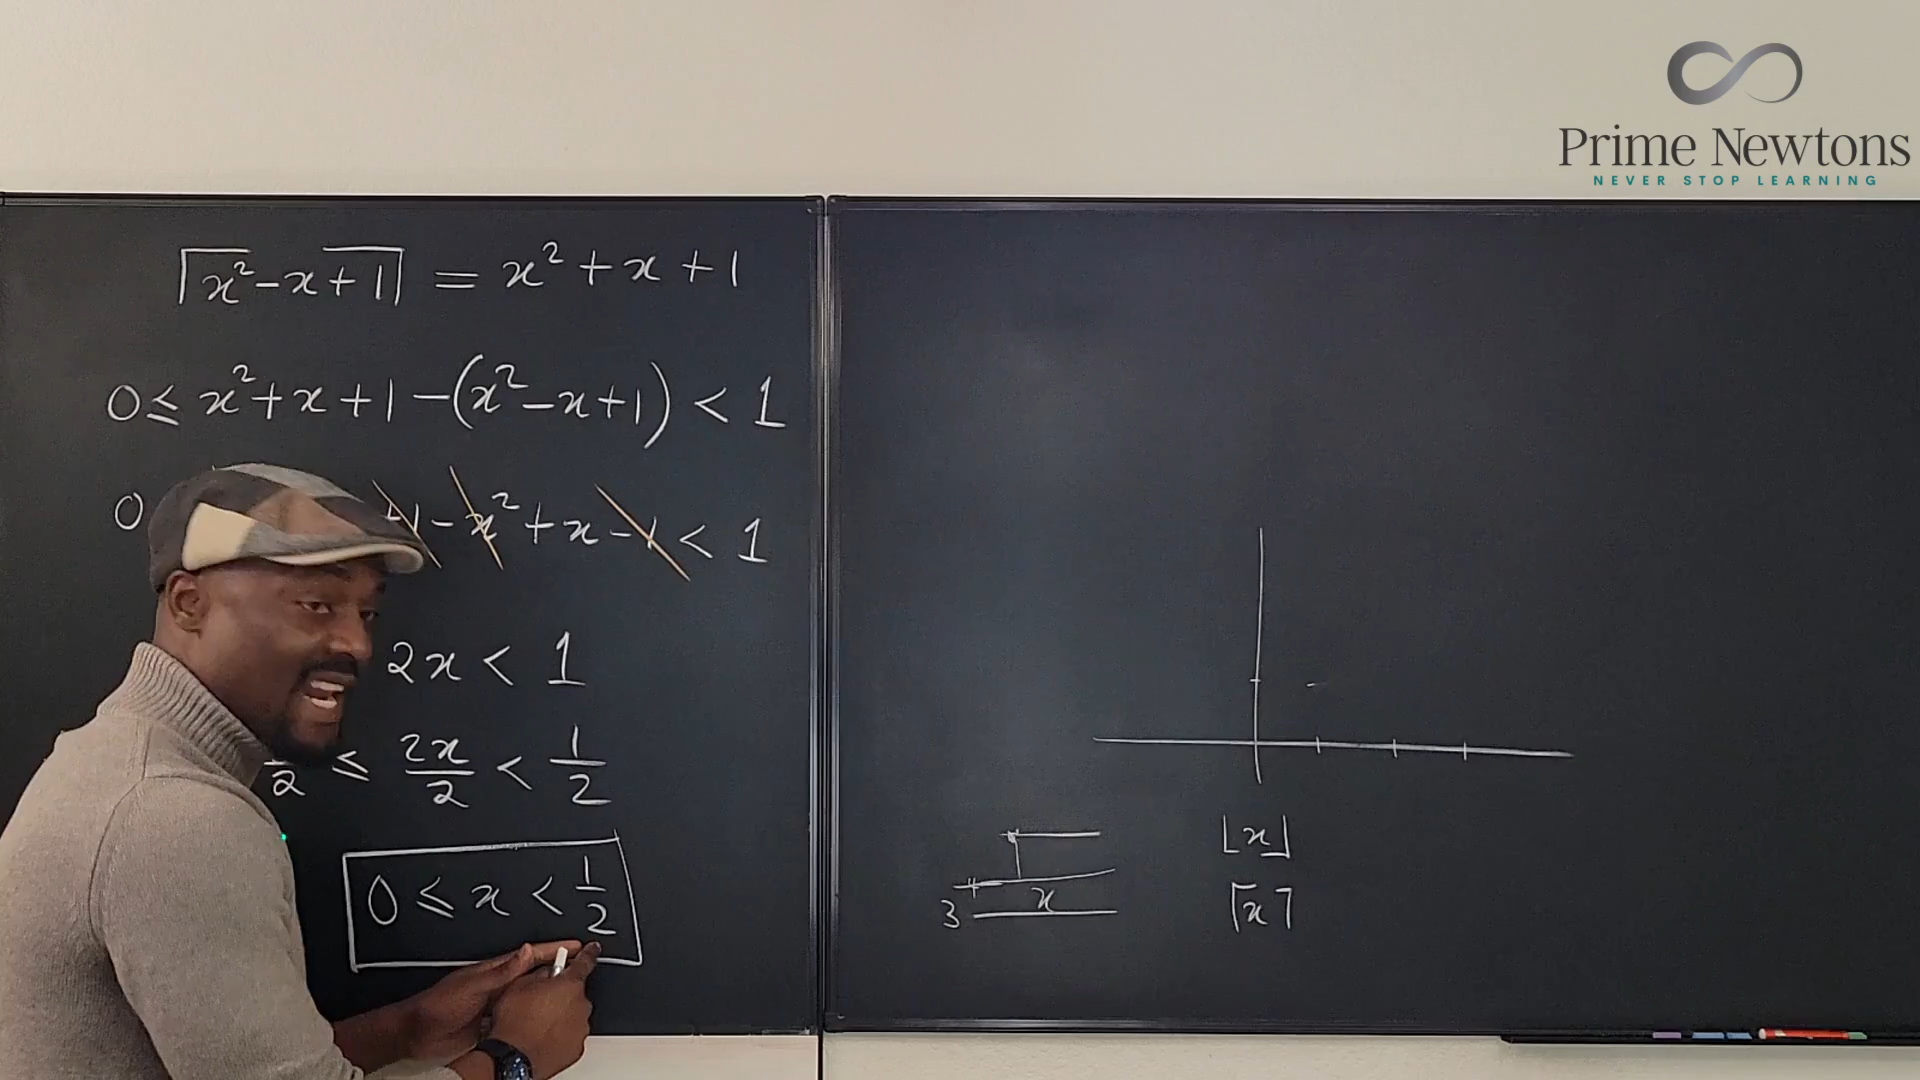 Prime Newtons
NEVER STOP LEARNING
⌈x² - x + 1⌉ = x² + x + 1
0 ≤ x² + x + 1 - (x² - x + 1) < 1
0 - x² + x - 1 < 1
2x < 1
2 ≤ 2x/2 < 1/2
0 ≤ x < 1/2
3 x
⌊x⌋
⌈x⌉